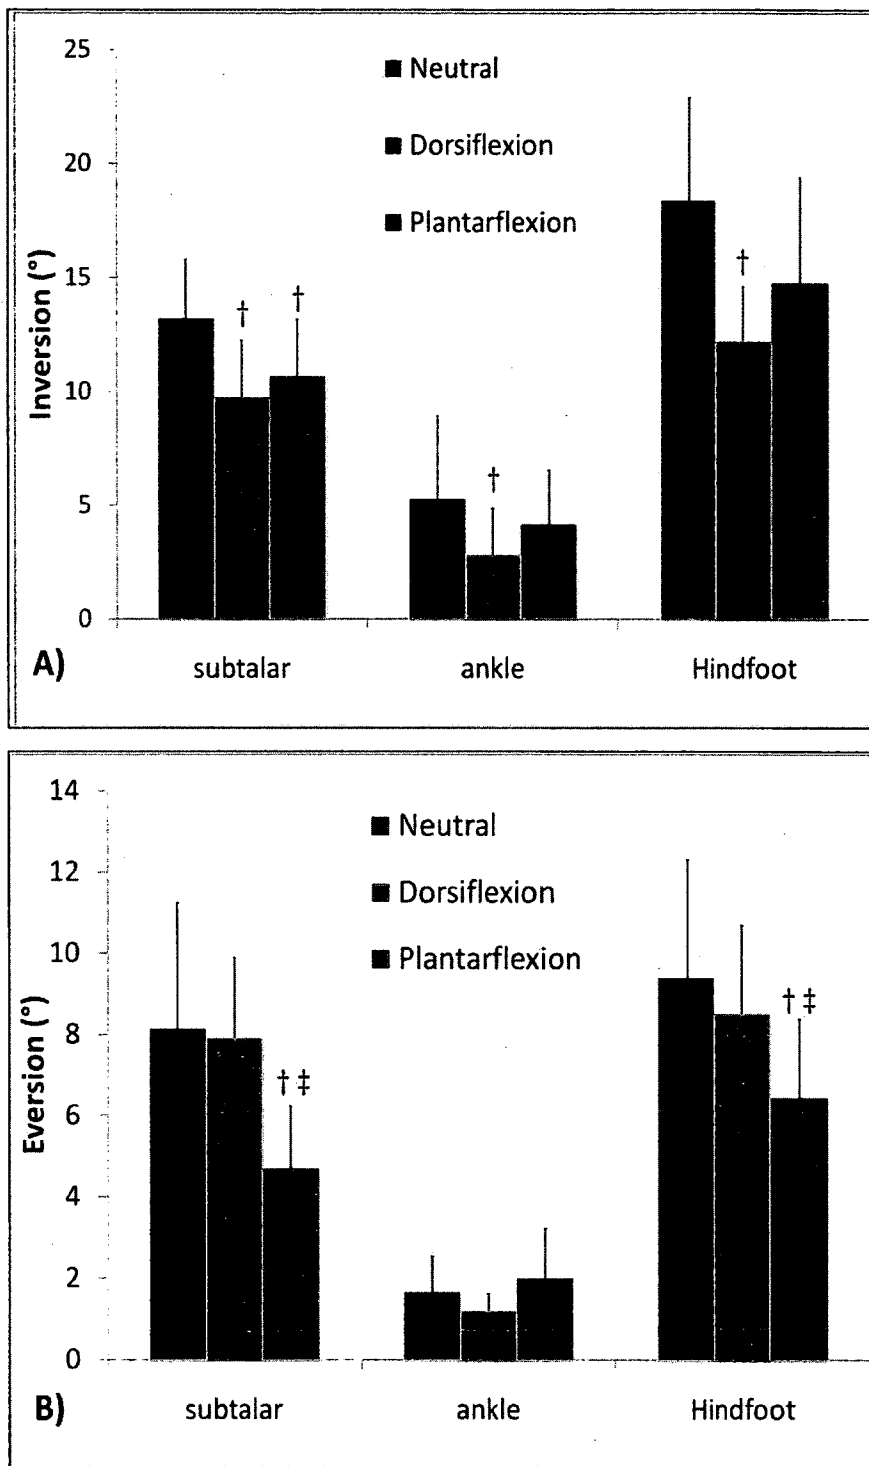 25
20
15
10
5
0
Inversion (°)
Neutral
Dorsiflexion
Plantarflexion
†
†
†
†
A)
subtalar
ankle
Hindfoot
14
12
10
8
6
4
2
0
Eversion (°)
Neutral
Dorsiflexion
Plantarflexion
†‡
†‡
B)
subtalar
ankle
Hindfoot